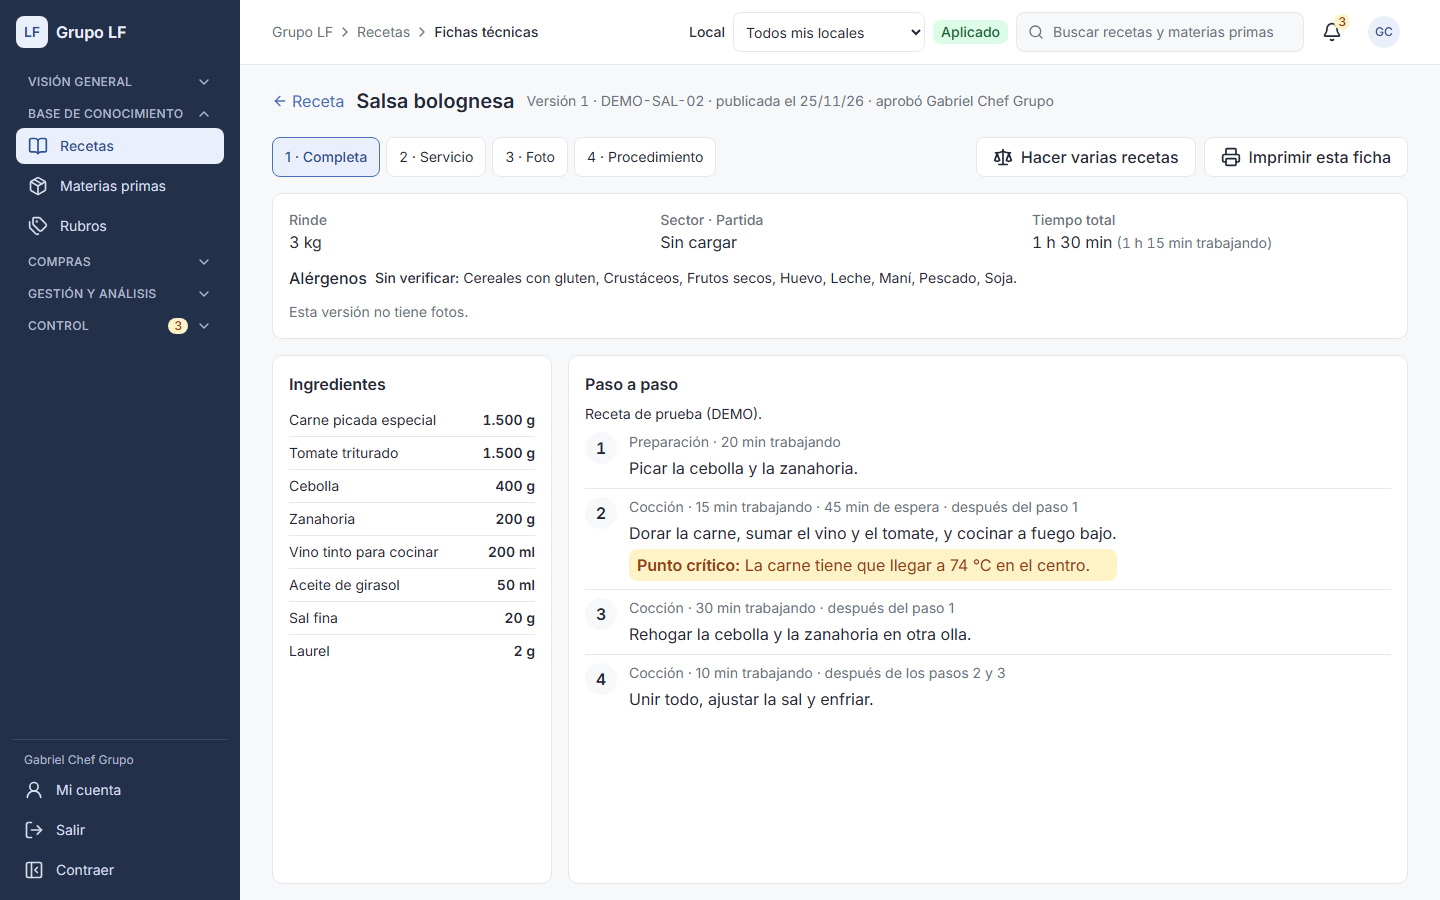 LF Grupo LF
VISIÓN GENERAL
BASE DE CONOCIMIENTO
Recetas
Materias primas
Rubros
COMPRAS
GESTIÓN Y ANÁLISIS
CONTROL 3
Gabriel Chef Grupo
Mi cuenta
Salir
Contraer
Grupo LF > Recetas > Fichas técnicas
Local Todos mis locales Aplicado Buscar recetas y materias primas 3 GC
← Receta Salsa bolognesa Versión 1 · DEMO-SAL-02 · publicada el 25/11/26 · aprobó Gabriel Chef Grupo
1 · Completa 2 · Servicio 3 · Foto 4 · Procedimiento Hacer varias recetas Imprimir esta ficha
Rinde Sector · Partida Tiempo total
3 kg Sin cargar 1 h 30 min (1 h 15 min trabajando)
Alérgenos Sin verificar: Cereales con gluten, Crustáceos, Frutos secos, Huevo, Leche, Maní, Pescado, Soja.
Esta versión no tiene fotos.
Ingredientes
Carne picada especial 1.500 g
Tomate triturado 1.500 g
Cebolla 400 g
Zanahoria 200 g
Vino tinto para cocinar 200 ml
Aceite de girasol 50 ml
Sal fina 20 g
Laurel 2 g
Paso a paso
Receta de prueba (DEMO).
1 Preparación · 20 min trabajando
Picar la cebolla y la zanahoria.
2 Cocción · 15 min trabajando · 45 min de espera · después del paso 1
Dorar la carne, sumar el vino y el tomate, y cocinar a fuego bajo.
Punto crítico: La carne tiene que llegar a 74 °C en el centro.
3 Cocción · 30 min trabajando · después del paso 1
Rehogar la cebolla y la zanahoria en otra olla.
4 Cocción · 10 min trabajando · después de los pasos 2 y 3
Unir todo, ajustar la sal y enfriar.